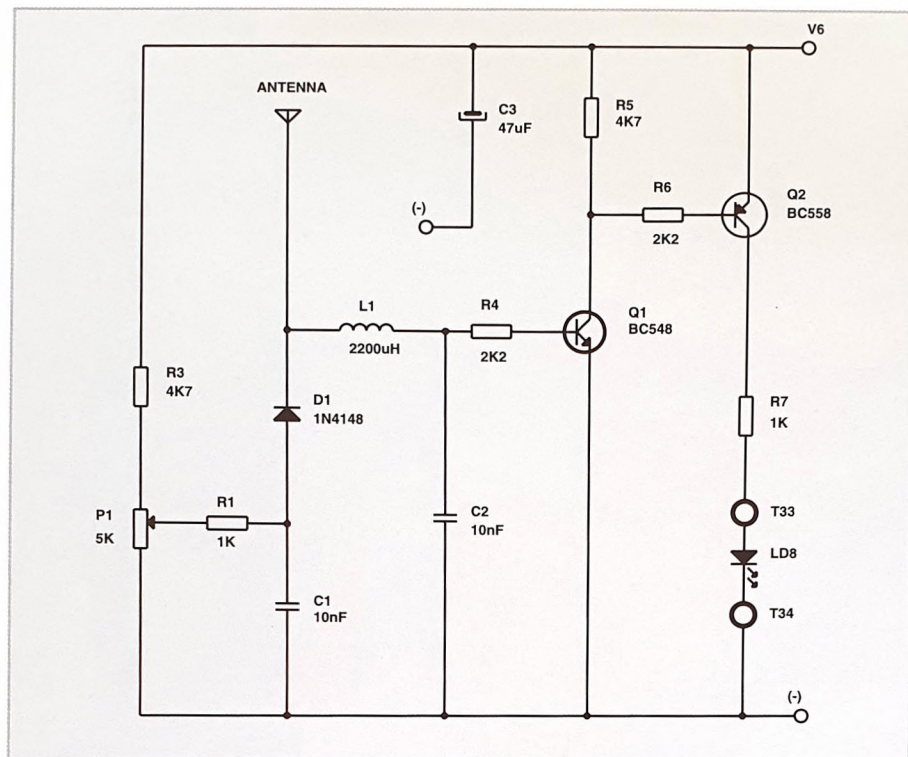 V6
ANTENNA
C3
47uF
R5
4K7
(-)
R6
2K2
Q2
BC558
L1
2200uH
R4
2K2
Q1
BC548
R3
4K7
D1
1N4148
R7
1K
P1
5K
R1
1K
C2
10nF
T33
LD8
C1
10nF
T34
(-)